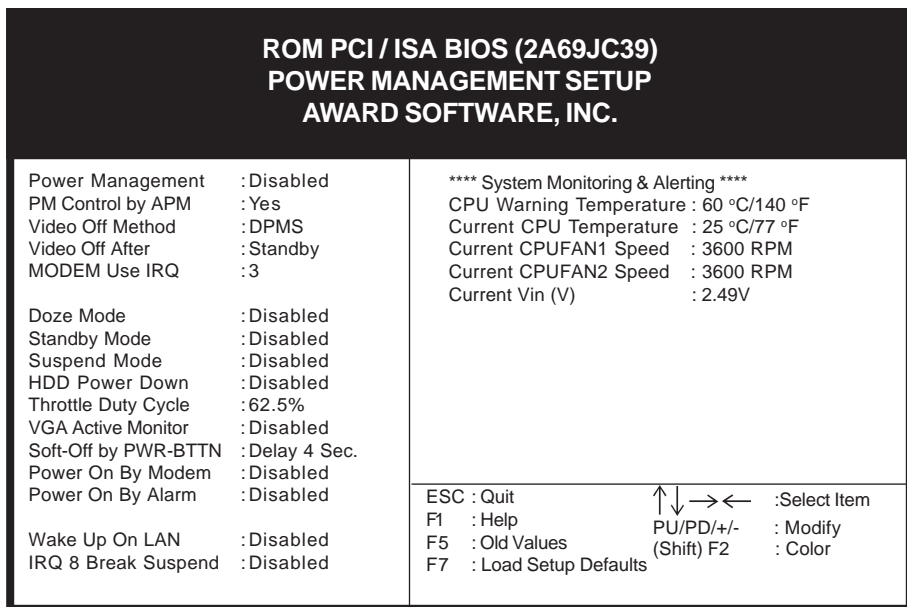 ROM PCI / ISA BIOS (2A69JC39)
POWER MANAGEMENT SETUP
AWARD SOFTWARE, INC.
Power Management : Disabled
PM Control by APM : Yes
Video Off Method : DPMS
Video Off After : Standby
MODEM Use IRQ : 3
Doze Mode : Disabled
Standby Mode : Disabled
Suspend Mode : Disabled
HDD Power Down : Disabled
Throttle Duty Cycle : 62.5%
VGA Active Monitor : Disabled
Soft-Off by PWR-BTTN : Delay 4 Sec.
Power On By Modem : Disabled
Power On By Alarm : Disabled
Wake Up On LAN : Disabled
IRQ 8 Break Suspend : Disabled
**** System Monitoring & Alerting ****
CPU Warning Temperature : 60 °C/140 °F
Current CPU Temperature : 25 °C/77 °F
Current CPUFAN1 Speed : 3600 RPM
Current CPUFAN2 Speed : 3600 RPM
Current Vin (V) : 2.49V
ESC : Quit ↑↓→← :Select Item
F1 : Help PU/PD/+/- : Modify
F5 : Old Values (Shift) F2 : Color
F7 : Load Setup Defaults